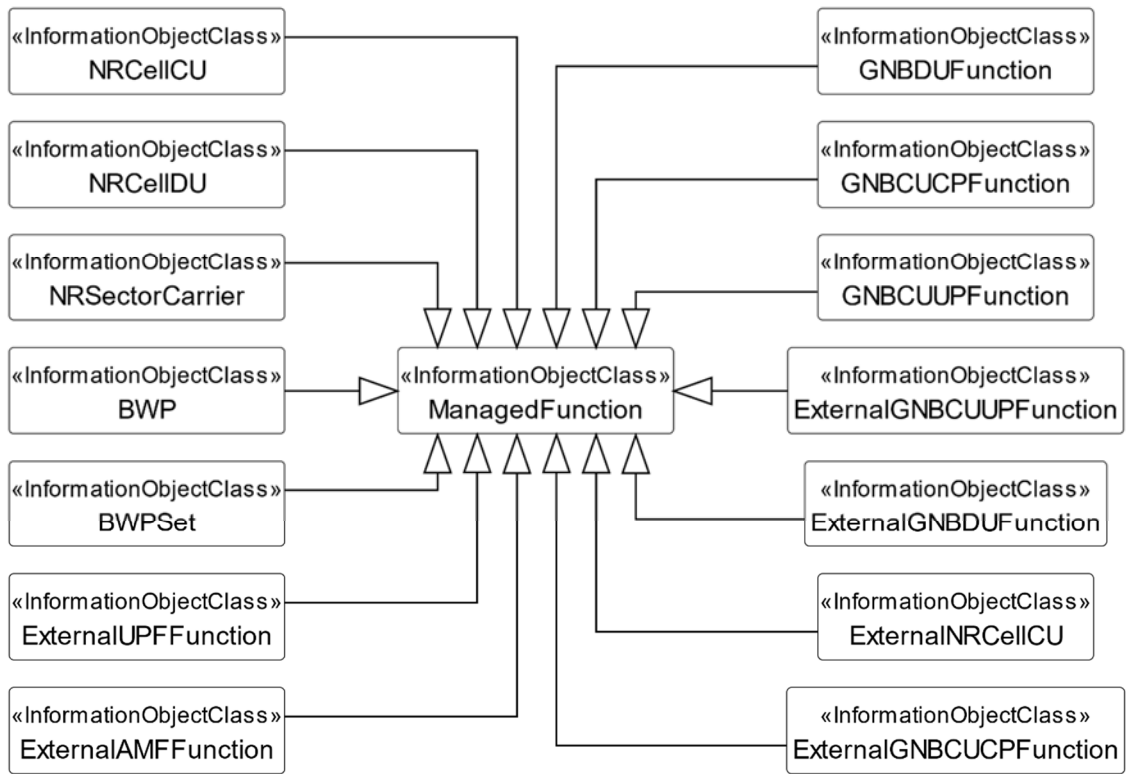 «InformationObjectClass»
NRCellCU
«InformationObjectClass»
NRCellDU
«InformationObjectClass»
NRSectorCarrier
«InformationObjectClass»
BWP
«InformationObjectClass»
BWPSet
«InformationObjectClass»
ExternalUPFFunction
«InformationObjectClass»
ExternalAMFFunction
«InformationObjectClass»
ManagedFunction
«InformationObjectClass»
GNBDUFunction
«InformationObjectClass»
GNBCUCPFunction
«InformationObjectClass»
GNBCUUPFunction
«InformationObjectClass»
ExternalGNBCUUPFunction
«InformationObjectClass»
ExternalGNBDUFunction
«InformationObjectClass»
ExternalNRCellCU
«InformationObjectClass»
ExternalGNBCUCPFunction